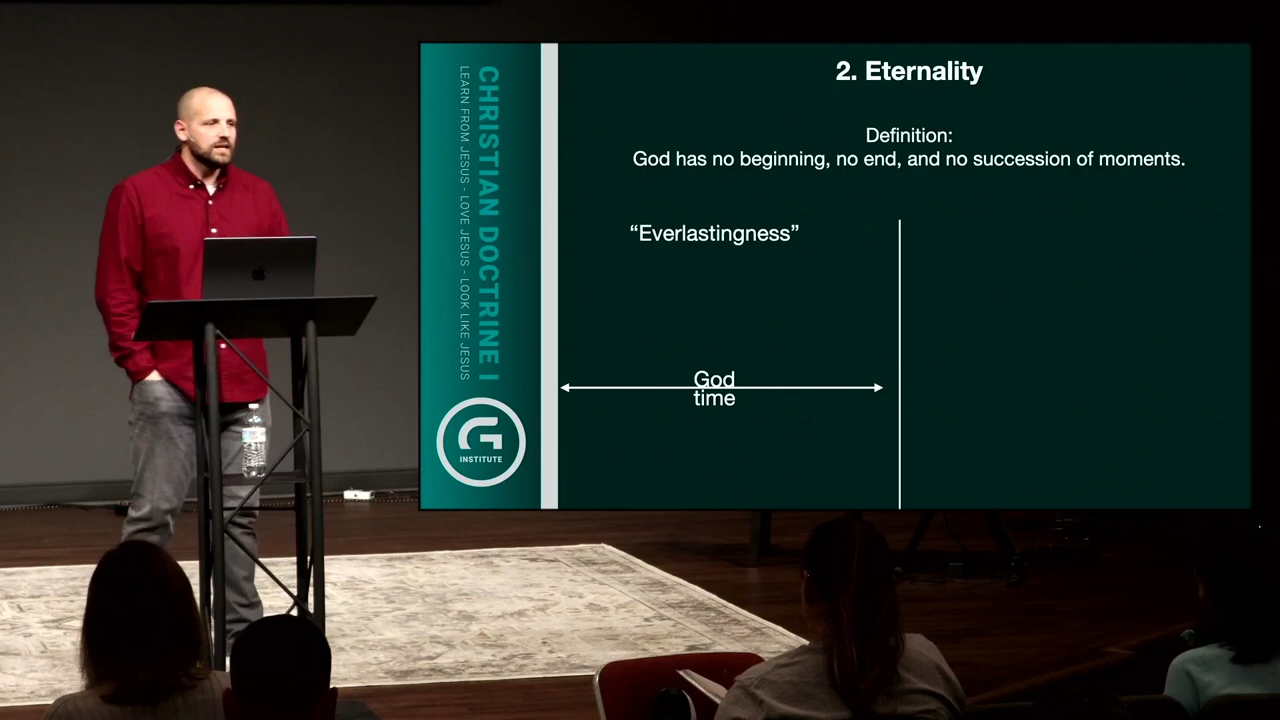 CHRISTIAN DOCTRINE I
LEARN FROM JESUS - LOVE JESUS - LOOK LIKE JESUS
INSTITUTE
2. Eternality
Definition:
God has no beginning, no end, and no succession of moments.
“Everlastingness”
God
time